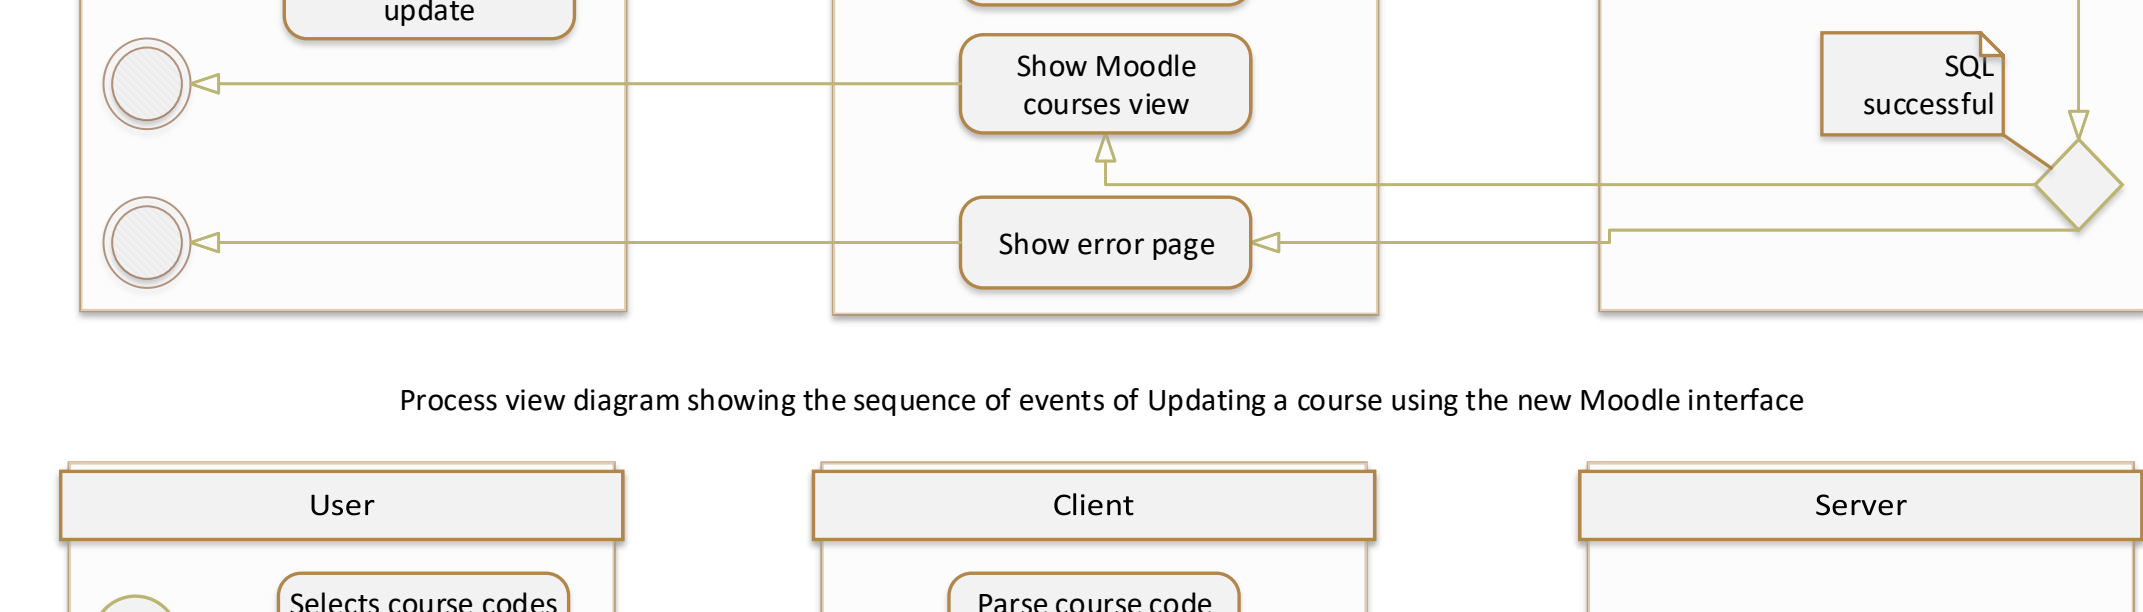 update
Show Moodle
courses view
SQL
successful
Show error page
Process view diagram showing the sequence of events of Updating a course using the new Moodle interface
User
Client
Server
Selects course codes
Parse course code